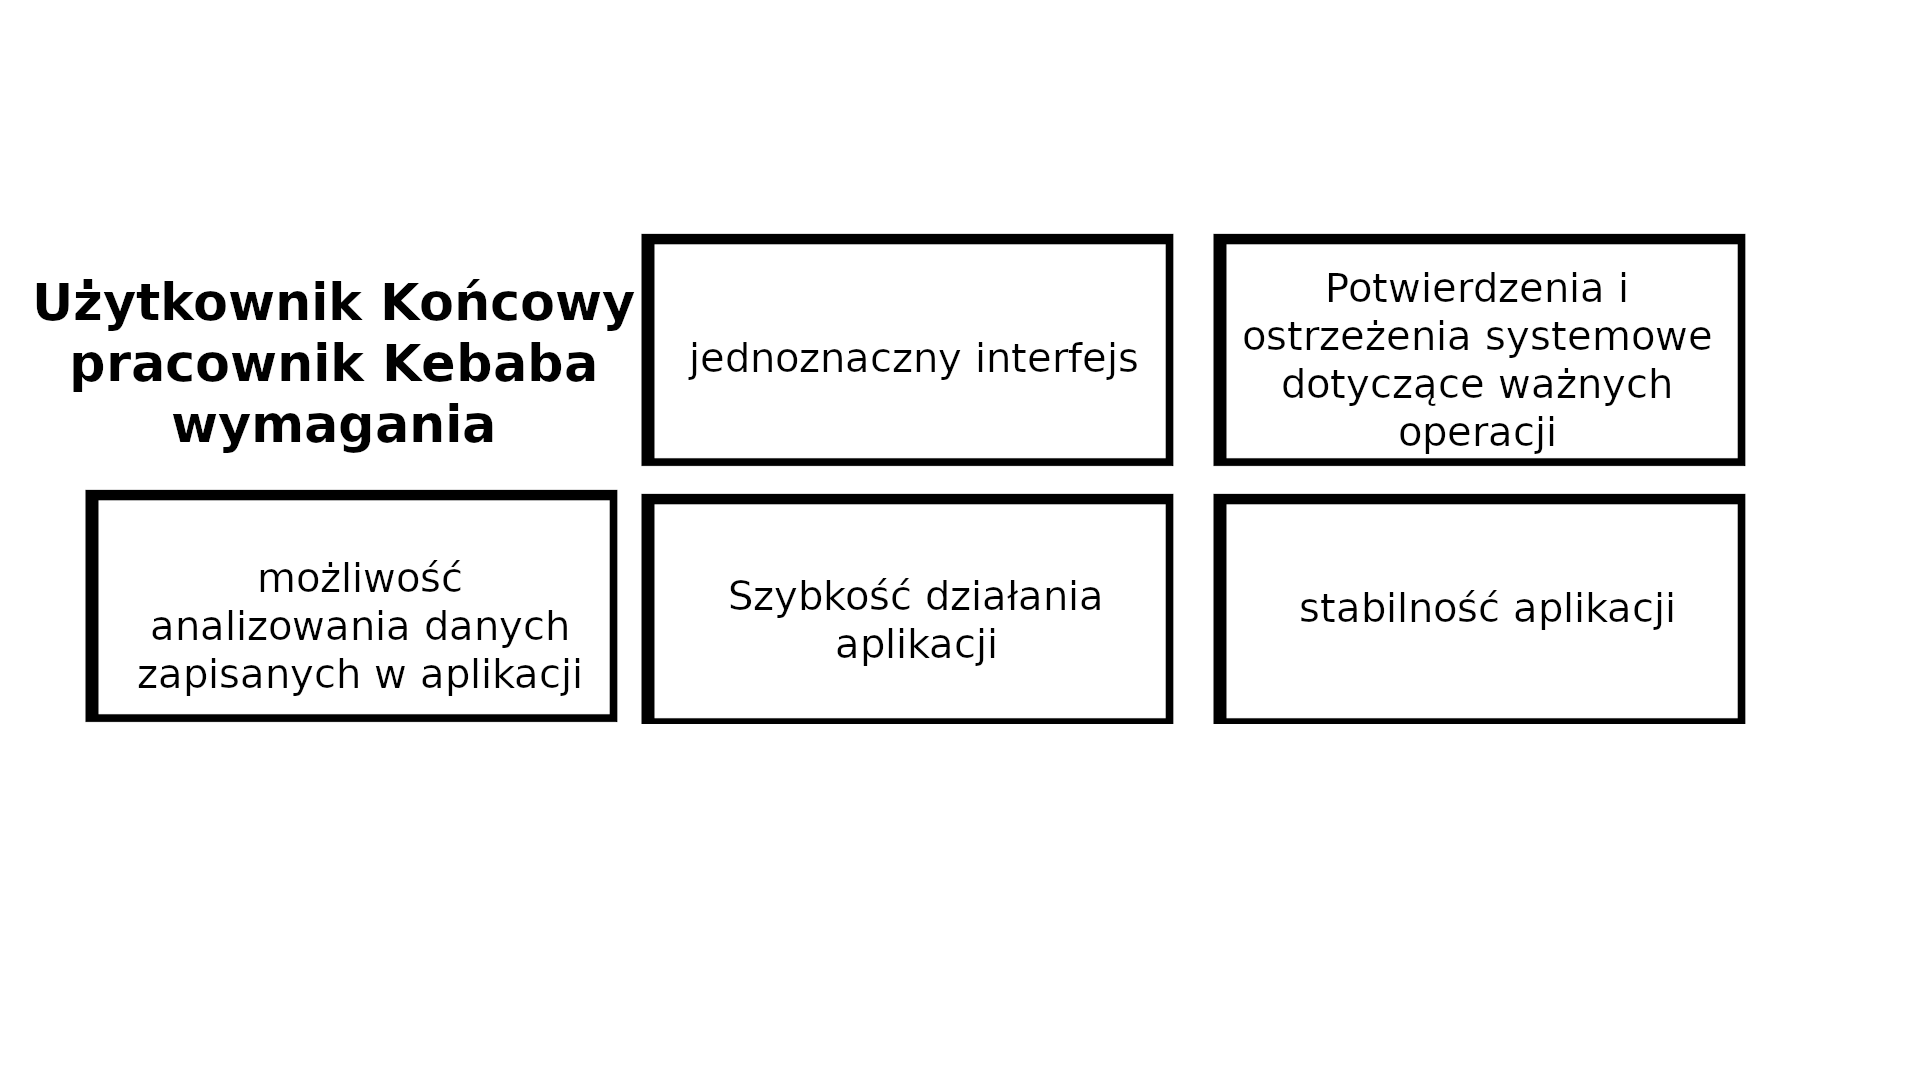 Użytkownik Końcowy
pracownik Kebaba
wymagania
jednoznaczny interfejs
Potwierdzenia i
ostrzeżenia systemowe
dotyczące ważnych
operacji
możliwość
analizowania danych
zapisanych w aplikacji
Szybkość działania
aplikacji
stabilność aplikacji